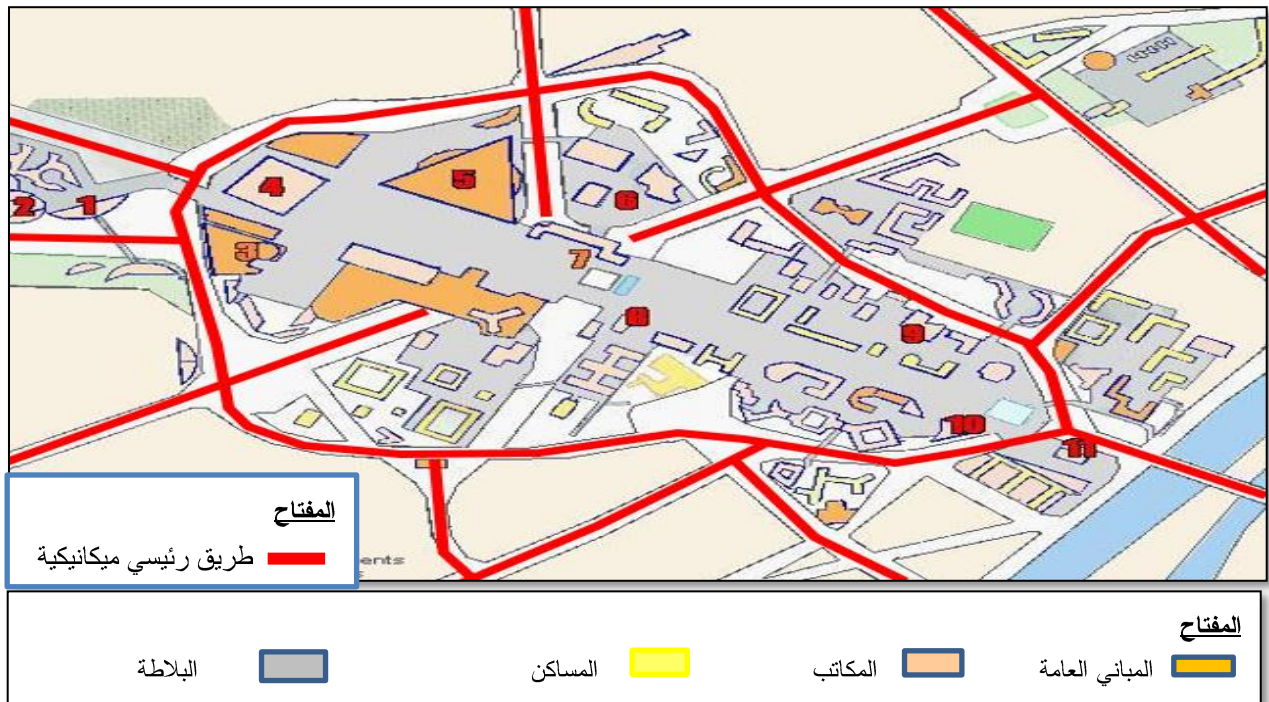 1
2
3
4
5
6
7
8
9
10
11
ents
المفتاح
طريق رئيسي ميكانيكية
المفتاح
المباني العامة
المكاتب
المساكن
البلاطة